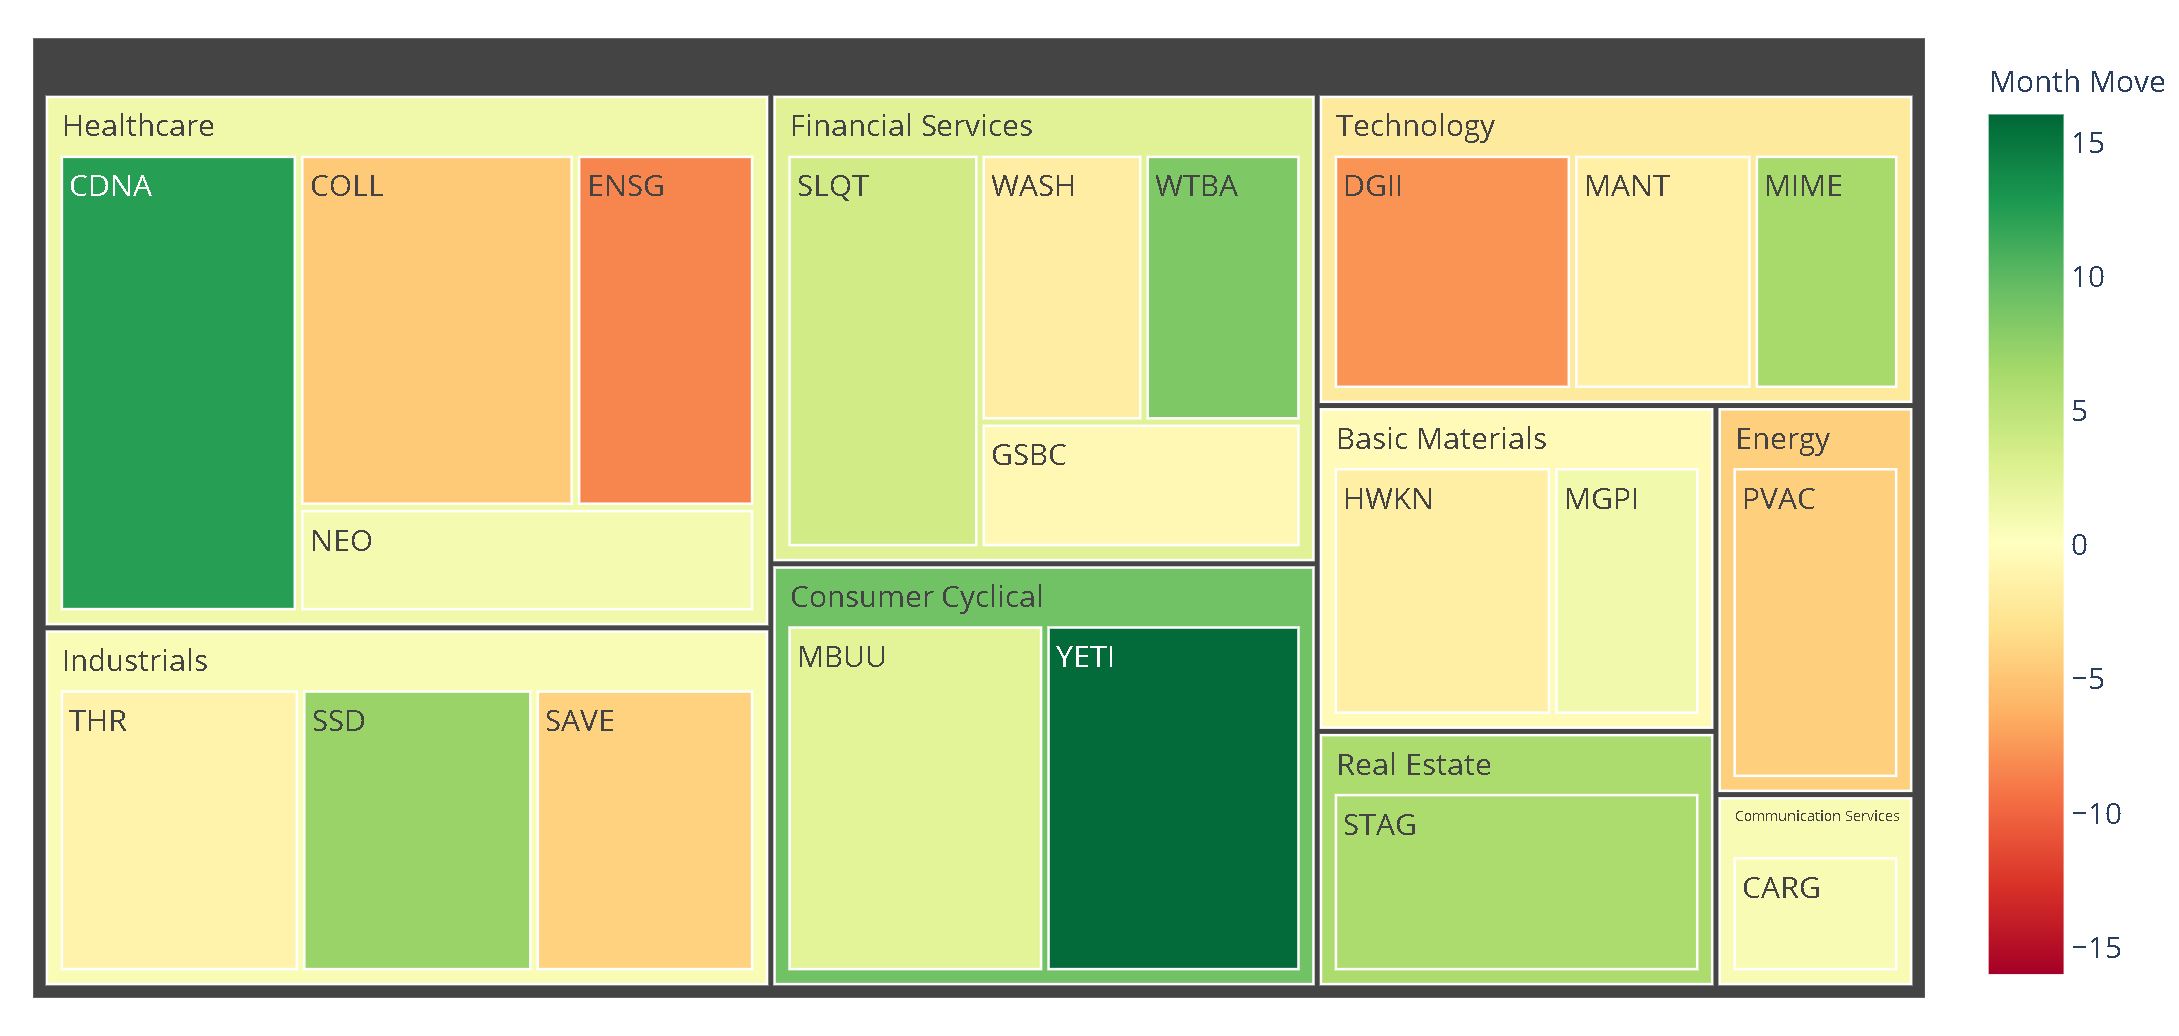 Healthcare
CDNA
COLL
ENSG
NEO
Industrials
THR
SSD
SAVE
Financial Services
SLQT
WASH
WTBA
GSBC
Consumer Cyclical
MBUU
YETI
Technology
DGII
MANT
MIME
Basic Materials
HWKN
MGPI
Energy
PVAC
Real Estate
STAG
Communication Services
CARG
Month Move
15
10
5
0
−5
−10
−15